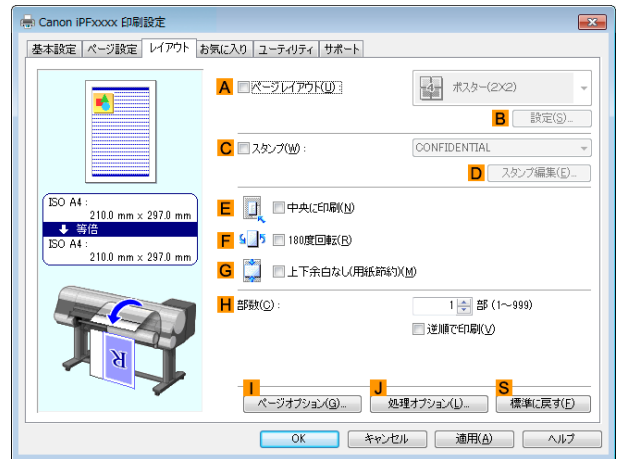 Canon iPFxxxx 印刷設定
基本設定 ページ設定 レイアウト お気に入り ユーティリティ サポート
A ページレイアウト(U) : 4 ポスター(2×2)
B 設定(S)...
C スタンプ(W) : CONFIDENTIAL
D スタンプ編集(E)...
ISO A4 :
210.0 mm × 297.0 mm
等倍
ISO A4 :
210.0 mm × 297.0 mm
E 中央に印刷(N)
F 180度回転(R)
G 上下余白なし(用紙節約)(M)
H 部数(C) : 1 部 (1～999)
逆順で印刷(V)
R
I ページオプション(G)...
J 処理オプション(L)...
S 標準に戻す(F)
OK キャンセル 適用(A) ヘルプ